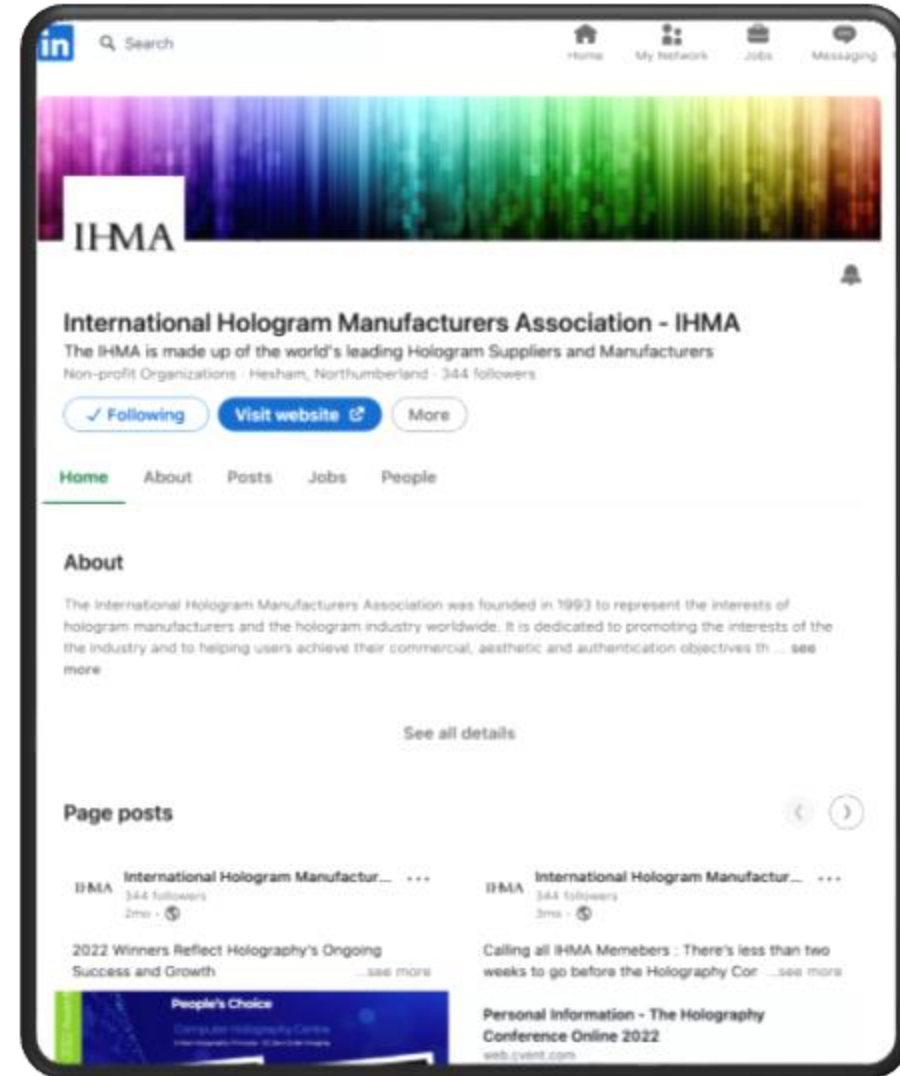 in Search Home My Network Jobs Messaging
IHMA
International Hologram Manufacturers Association - IHMA
The IHMA is made up of the world's leading Hologram Suppliers and Manufacturers
Non-profit Organizations · Hexham, Northumberland · 344 followers
✓ Following Visit website More
Home About Posts Jobs People
About
The International Hologram Manufacturers Association was founded in 1993 to represent the interests of
hologram manufacturers and the hologram industry worldwide. It is dedicated to promoting the interests of the
the industry and to helping users achieve their commercial, aesthetic and authentication objectives th ... see
more
See all details
Page posts
IHMA International Hologram Manufactur... ...
344 followers
2mo ·
2022 Winners Reflect Holography's Ongoing
Success and Growth ...see more
People's Choice
Computer Holography Centre
IHMA International Hologram Manufactur... ...
344 followers
3mo ·
Calling all IHMA Memebers : There's less than two
weeks to go before the Holography Con ...see more
Personal Information - The Holography
Conference Online 2022
web.cvent.com